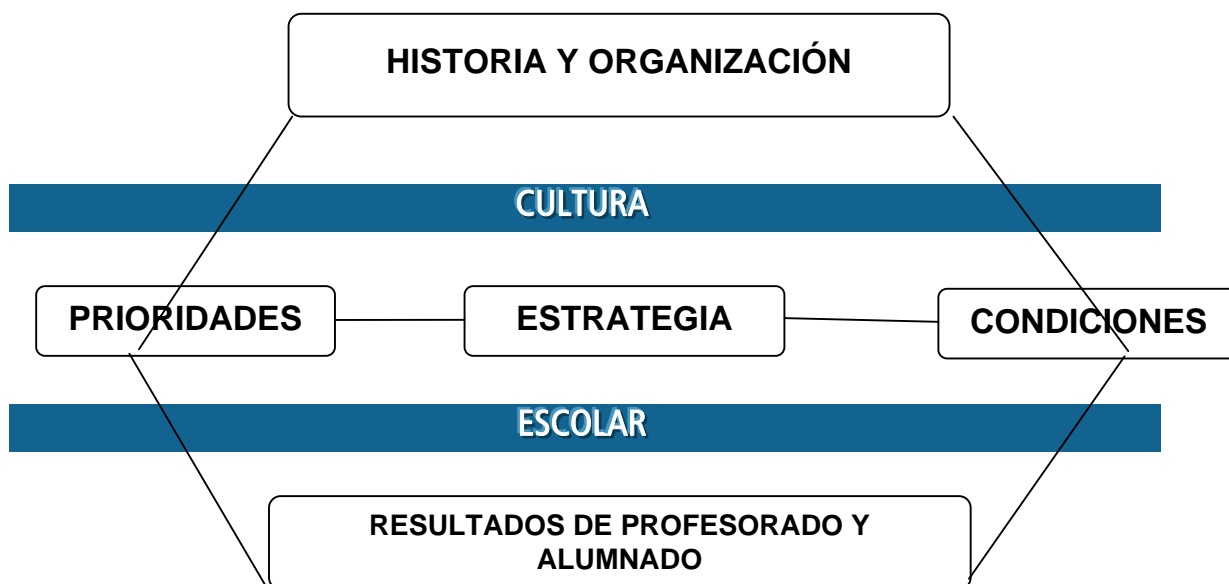 HISTORIA Y ORGANIZACIÓN
CULTURA
PRIORIDADES
ESTRATEGIA
CONDICIONES
ESCOLAR
RESULTADOS DE PROFESORADO Y
ALUMNADO